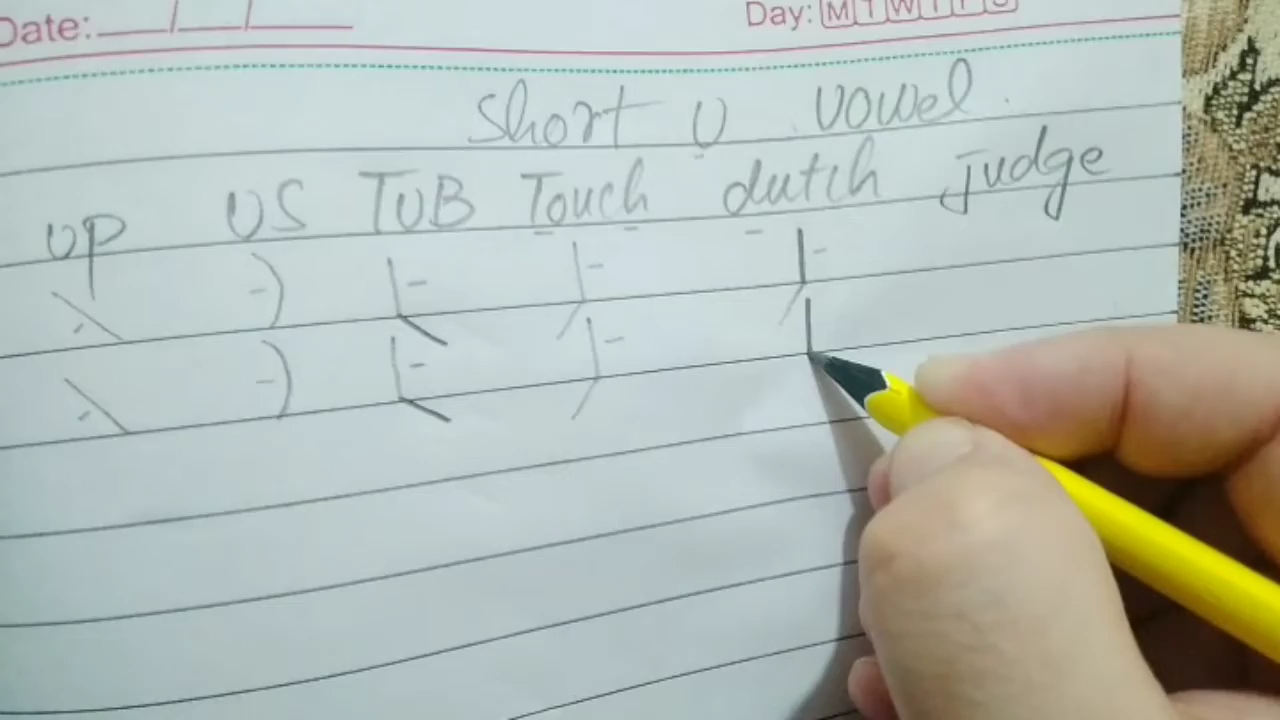 Date: Day: M T W T F S
Short U vowel.
UP US TUB Touch dutch judge